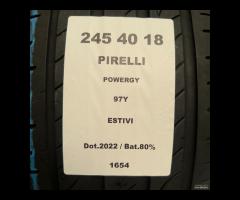 245 40 18
PIRELLI
POWERGY
97Y
ESTIVI
Dot.2022 / Bat.80%
1654